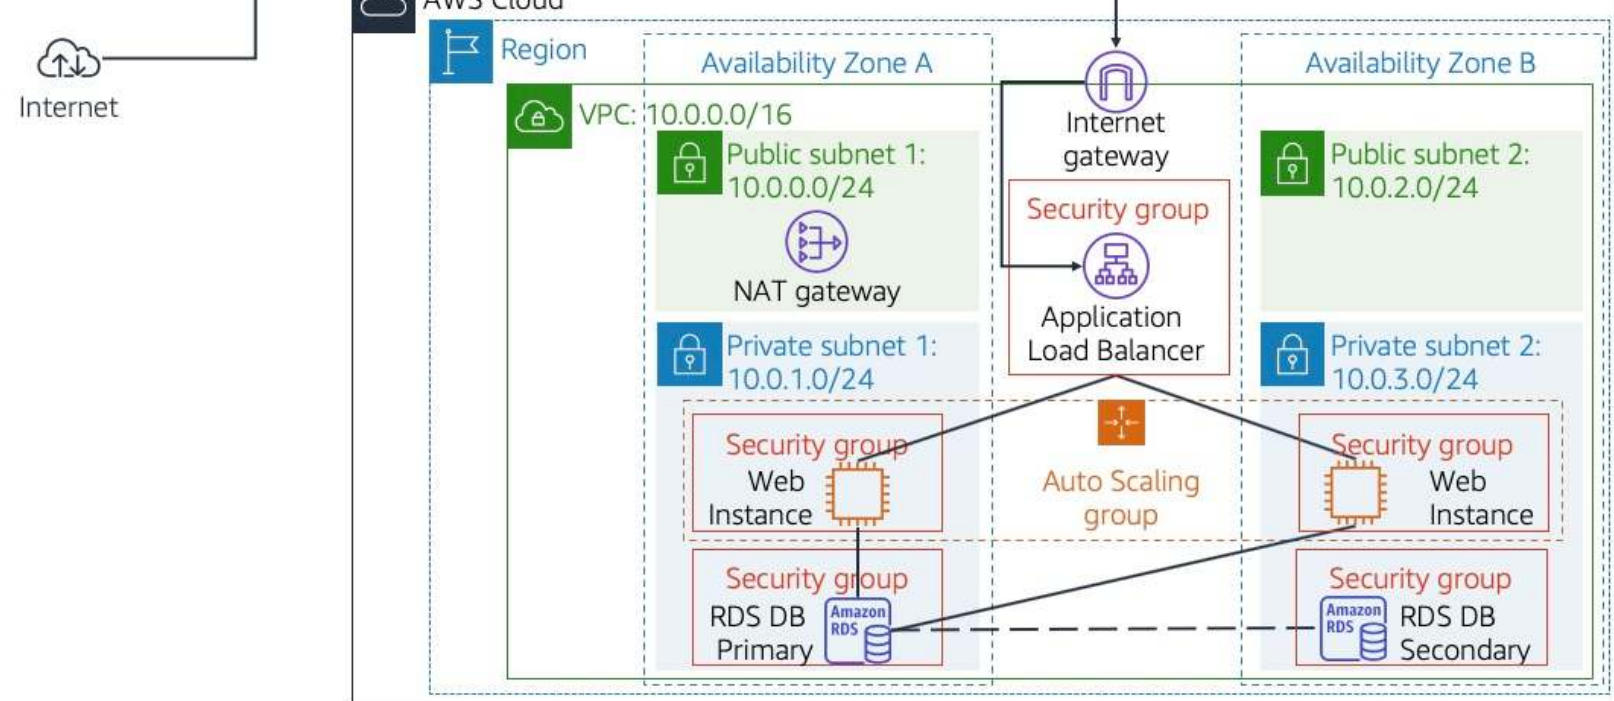 AWS Cloud
Internet
Region
Availability Zone A
Availability Zone B
VPC: 10.0.0.0/16
Internet
gateway
Public subnet 1:
10.0.0.0/24
NAT gateway
Security group
Application
Load Balancer
Public subnet 2:
10.0.2.0/24
Private subnet 1:
10.0.1.0/24
Private subnet 2:
10.0.3.0/24
Security group
Web
Instance
Auto Scaling
group
Security group
Web
Instance
Security group
RDS DB
Primary
Amazon
RDS
Security group
Amazon
RDS
RDS DB
Secondary